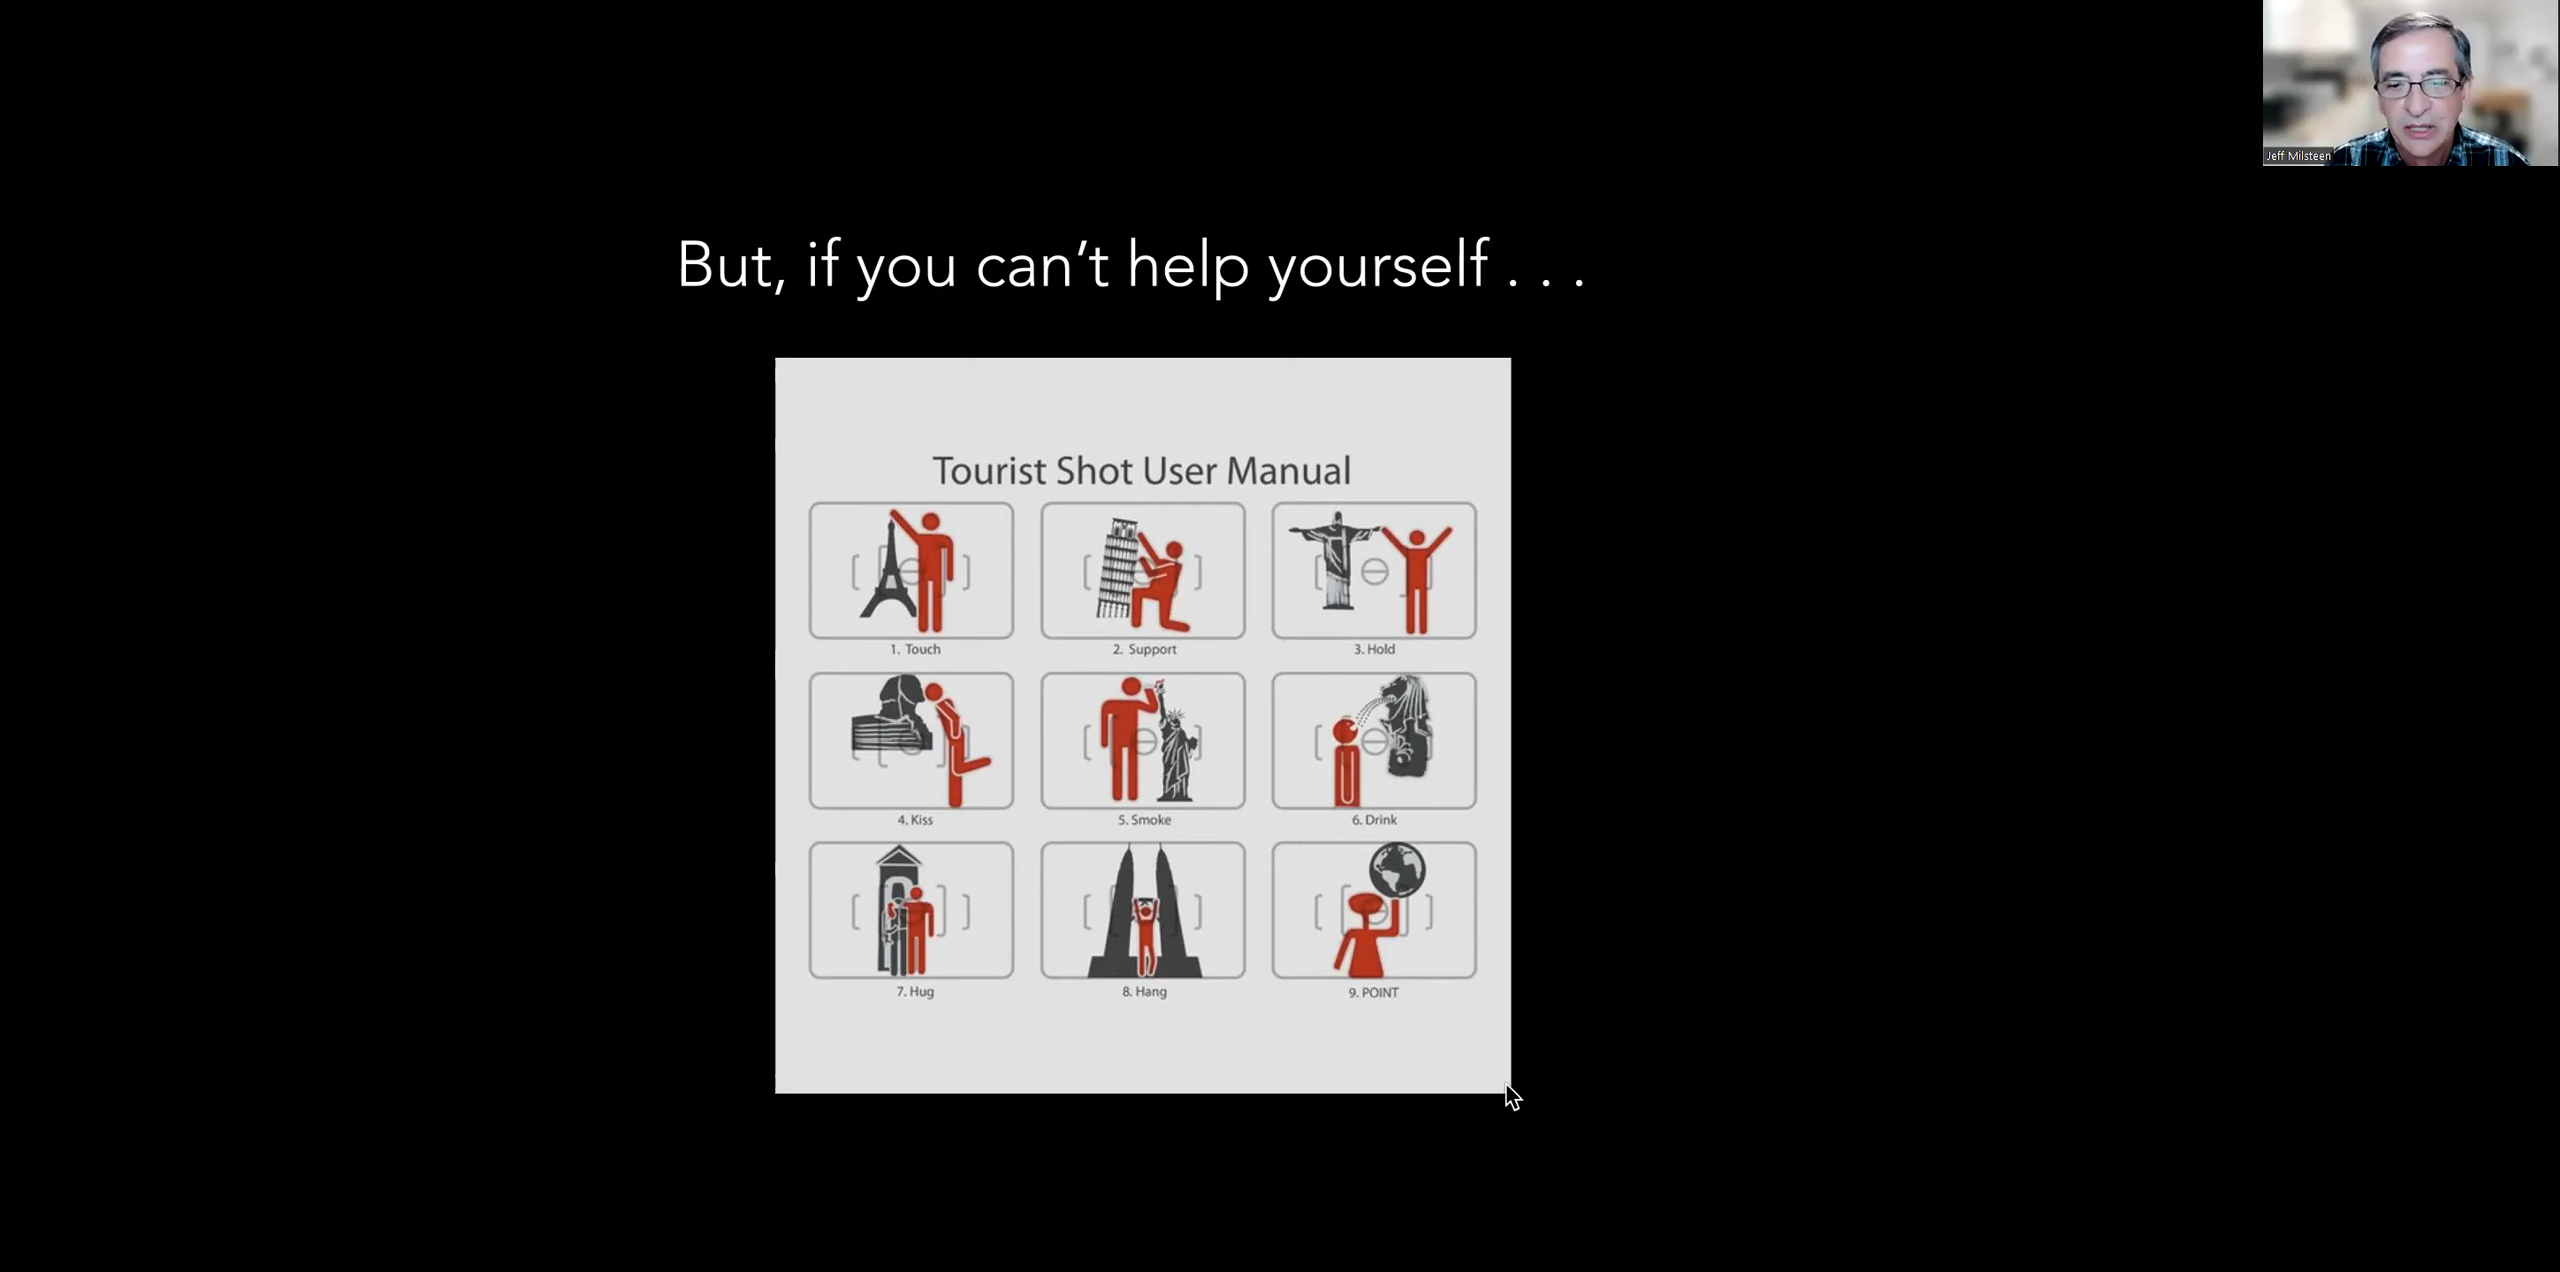 Jeff Milsteen
But, if you can’t help yourself . . .
Tourist Shot User Manual
1. Touch
2. Support
3. Hold
4. Kiss
5. Smoke
6. Drink
7. Hug
8. Hang
9. POINT